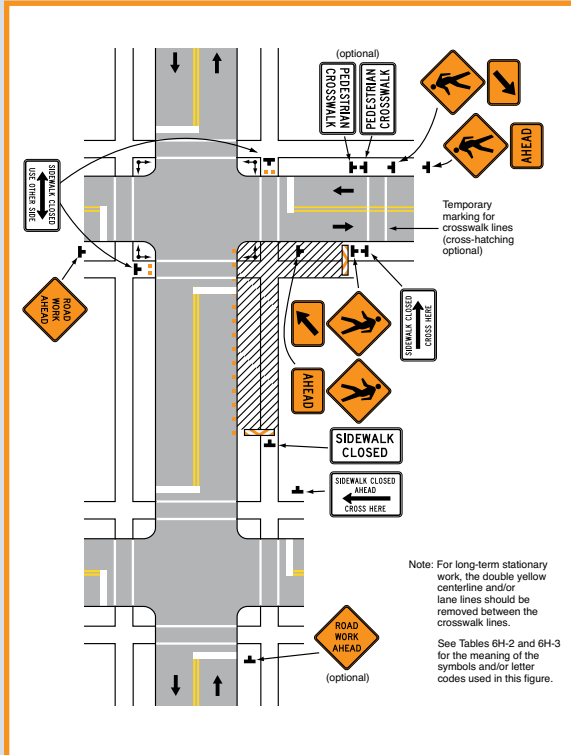 (optional)
PEDESTRIAN
CROSSWALK
PEDESTRIAN
CROSSWALK
AHEAD
SIDEWALK CLOSED
USE OTHER SIDE
Temporary
marking for
crosswalk lines
(cross-hatching
optional)
ROAD
WORK
AHEAD
SIDEWALK CLOSED
CROSS HERE
AHEAD
SIDEWALK
CLOSED
SIDEWALK CLOSED
AHEAD
CROSS HERE
Note: For long-term stationary
work, the double yellow
centerline and/or
lane lines should be
removed between the
crosswalk lines.
See Tables 6H-2 and 6H-3
for the meaning of the
symbols and/or letter
codes used in this figure.
ROAD
WORK
AHEAD
(optional)